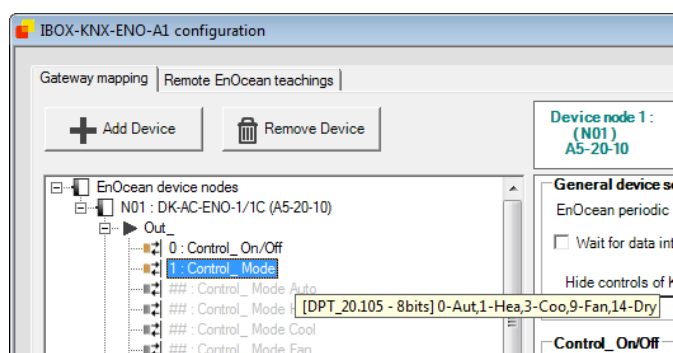 IBOX-KNX-ENO-A1 configuration
Gateway mapping
Remote EnOcean teachings
Add Device
Remove Device
Device node 1 :
(N01)
A5-20-10
EnOcean device nodes
N01 : DK-AC-ENO-1/1C (A5-20-10)
Out_
0 : Control_ On/Off
1 : Control_ Mode
## : Control_ Mode Auto
## : Control_ Mode
[DPT_20.105 - 8bits] 0-Aut,1-Hea,3-Coo,9-Fan,14-Dry
## : Control_ Mode Cool
## : Control_ Mode Fan
General device
EnOcean periodic
Wait for data
Hide controls of
Control_ On/Off